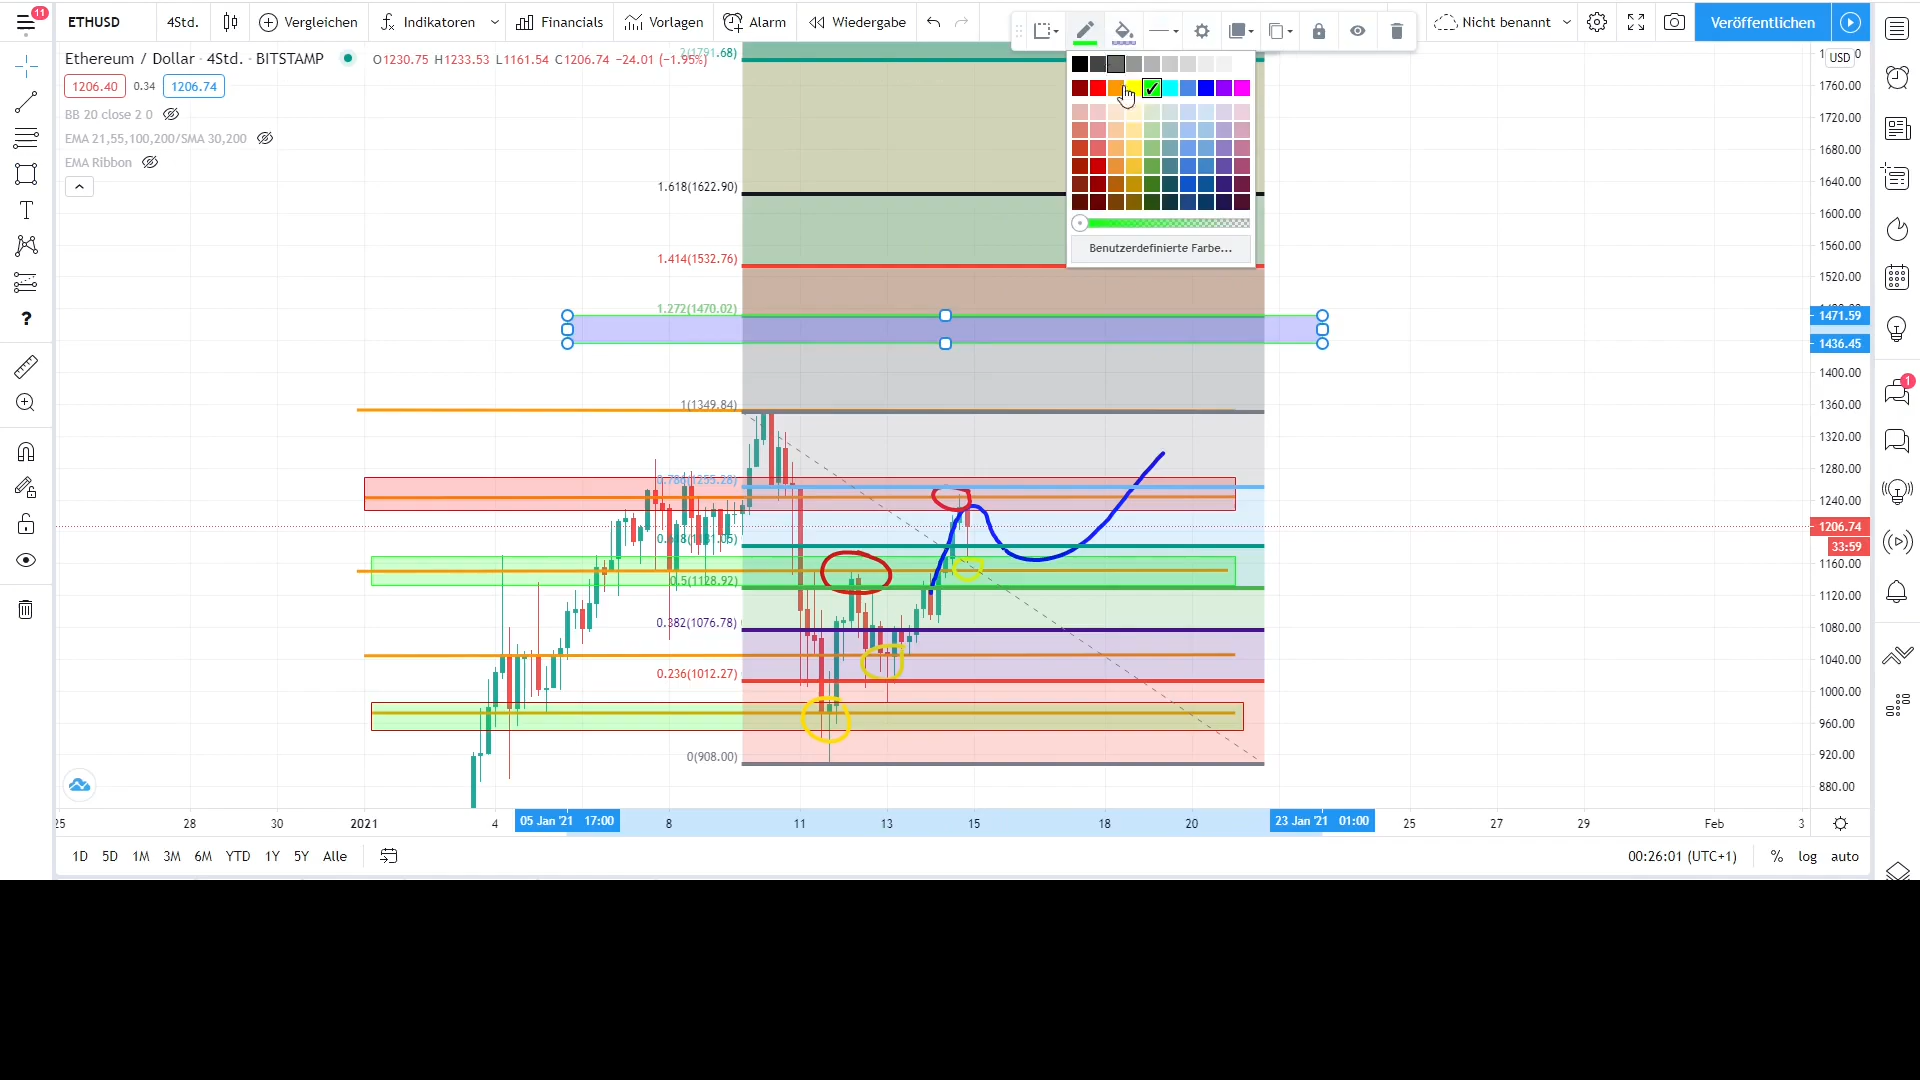 11
ETHUSD
4Std.
Vergleichen
Indikatoren
Financials
Vorlagen
Alarm
Wiedergabe
Nicht benannt
Veröffentlichen
Ethereum / Dollar · 4Std. · BITSTAMP
O1230.75 H1233.53 L1161.54 C1206.74 −24.01 (−1.95%)
1206.40
0.34
1206.74
BB 20 close 2 0
EMA 21,55,100,200/SMA 30,200
EMA Ribbon
T
?
Benutzerdefinierte Farbe...
2(1791.68)
1.618(1622.90)
1.414(1532.76)
1.272(1470.02)
1(1349.84)
0.786(1255.28)
0.5(1128.92)
0.382(1076.78)
0.236(1012.27)
0(908.00)
USD
1760.00
1720.00
1680.00
1640.00
1600.00
1560.00
1520.00
1471.59
1436.45
1400.00
1360.00
1320.00
1280.00
1240.00
1206.74
33:59
1160.00
1120.00
1080.00
1040.00
1000.00
960.00
920.00
880.00
1
25
28
30
2021
4
05 Jan '21 17:00
8
11
13
15
18
20
23 Jan '21 01:00
25
27
29
Feb
3
1D
5D
1M
3M
6M
YTD
1Y
5Y
Alle
00:26:01 (UTC+1)
%
log
auto